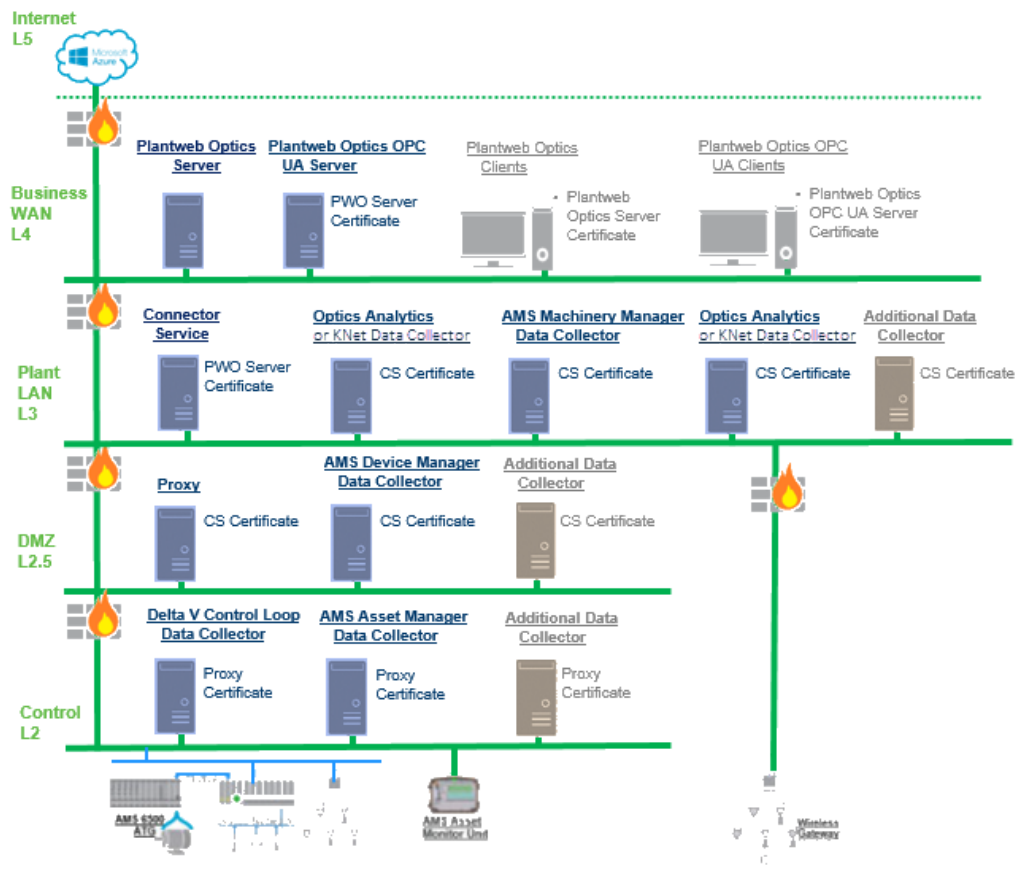 Internet
L5
Microsoft
Azure
Plantweb Optics
Server
Plantweb Optics OPC
UA Server
PWO Server
Certificate
Plantweb Optics
Clients
• Plantweb
Optics Server
Certificate
Plantweb Optics OPC
UA Clients
• Plantweb Optics
OPC UA Server
Certificate
Business
WAN
L4
Connector
Service
PWO Server
Certificate
Optics Analytics
or KNet Data Collector
CS Certificate
AMS Machinery Manager
Data Collector
CS Certificate
Optics Analytics
or KNet Data Collector
CS Certificate
Additional Data
Collector
CS Certificate
Plant
LAN
L3
Proxy
CS Certificate
AMS Device Manager
Data Collector
CS Certificate
Additional Data
Collector
CS Certificate
DMZ
L2.5
Delta V Control Loop
Data Collector
Proxy
Certificate
AMS Asset Manager
Data Collector
Proxy
Certificate
Additional Data
Collector
Proxy
Certificate
Control
L2
AMS 6500
ATG
AMS Asset
Monitor Unit
Wireless
Gateway